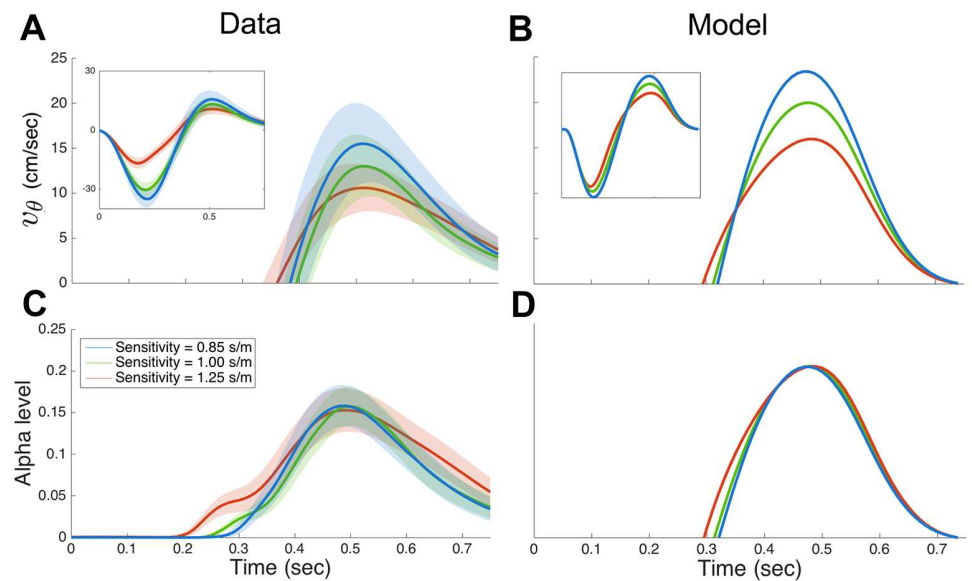 A Data B Model
25
20
15
10
5
0
v_θ (cm/sec)
30
0
-30
0 0.5
C D
0.25
0.2
0.15
0.1
0.05
0
Alpha level
Sensitivity = 0.85 s/m
Sensitivity = 1.00 s/m
Sensitivity = 1.25 s/m
0 0.1 0.2 0.3 0.4 0.5 0.6 0.7
0 0.1 0.2 0.3 0.4 0.5 0.6 0.7
Time (sec) Time (sec)